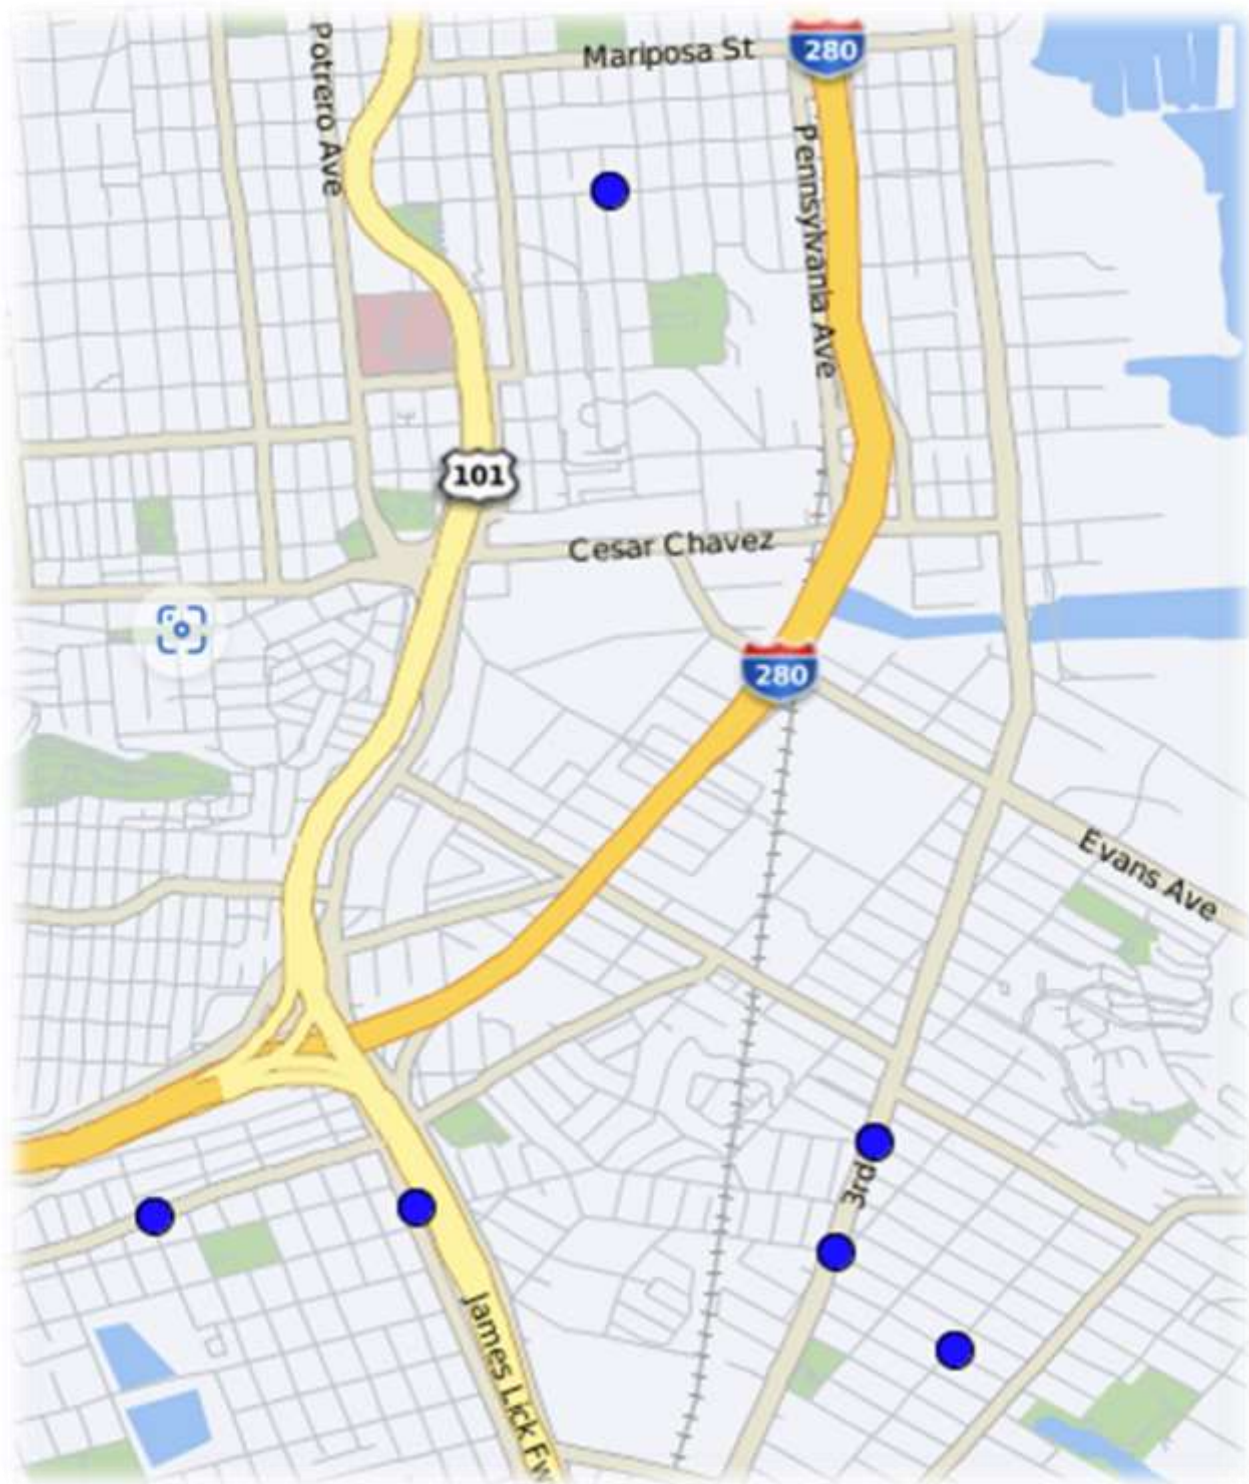 Mariposa St
280
Potrero Ave
Pennsylvania Ave
101
Cesar Chavez
280
Evans Ave
3rd
James Lick Fw